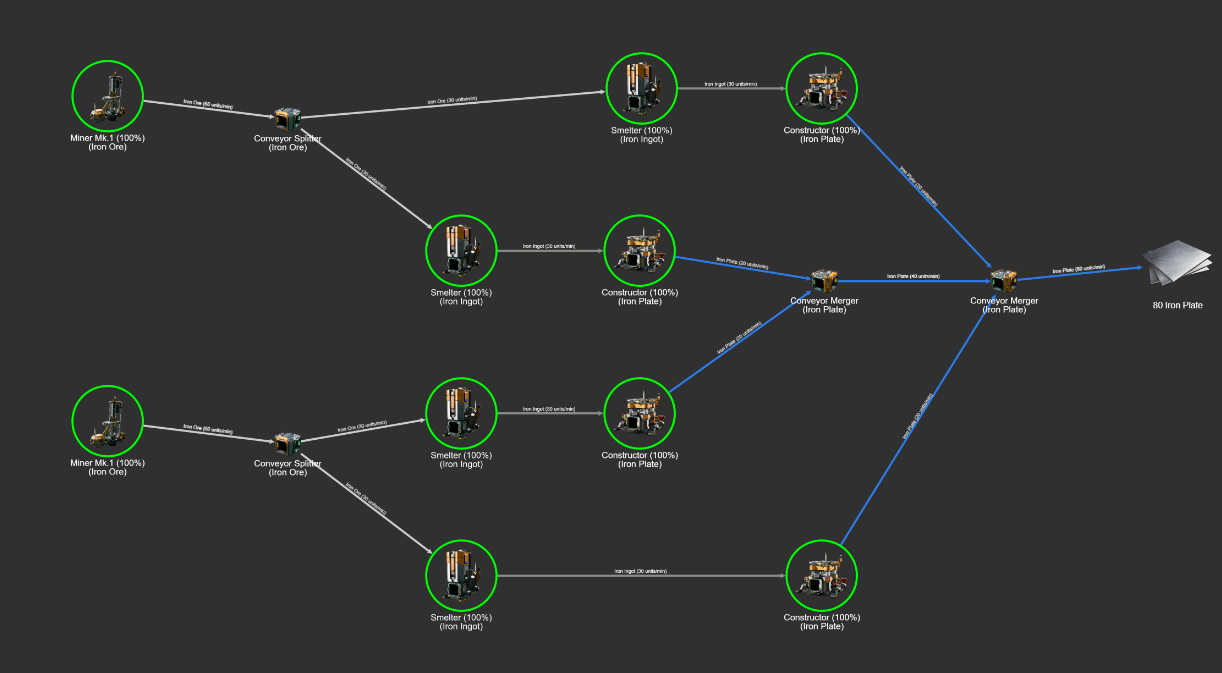 Iron Ore (60 units/min)
Miner Mk.1 (100%)
(Iron Ore)
Conveyor Splitter
(Iron Ore)
Iron Ore (30 units/min)
Smelter (100%)
(Iron Ingot)
Iron Ingot (30 units/min)
Constructor (100%)
(Iron Plate)
Iron Ore (30 units/min)
Iron Plate (20 units/min)
Smelter (100%)
(Iron Ingot)
Iron Ingot (30 units/min)
Constructor (100%)
(Iron Plate)
Iron Plate (20 units/min)
Conveyor Merger
(Iron Plate)
Iron Plate (40 units/min)
Conveyor Merger
(Iron Plate)
Iron Plate (80 units/min)
80 Iron Plate
Iron Plate (20 units/min)
Iron Ore (60 units/min)
Miner Mk.1 (100%)
(Iron Ore)
Conveyor Splitter
(Iron Ore)
Iron Ore (30 units/min)
Smelter (100%)
(Iron Ingot)
Iron Ingot (30 units/min)
Constructor (100%)
(Iron Plate)
Iron Plate (20 units/min)
Iron Ore (30 units/min)
Smelter (100%)
(Iron Ingot)
Iron Ingot (30 units/min)
Constructor (100%)
(Iron Plate)